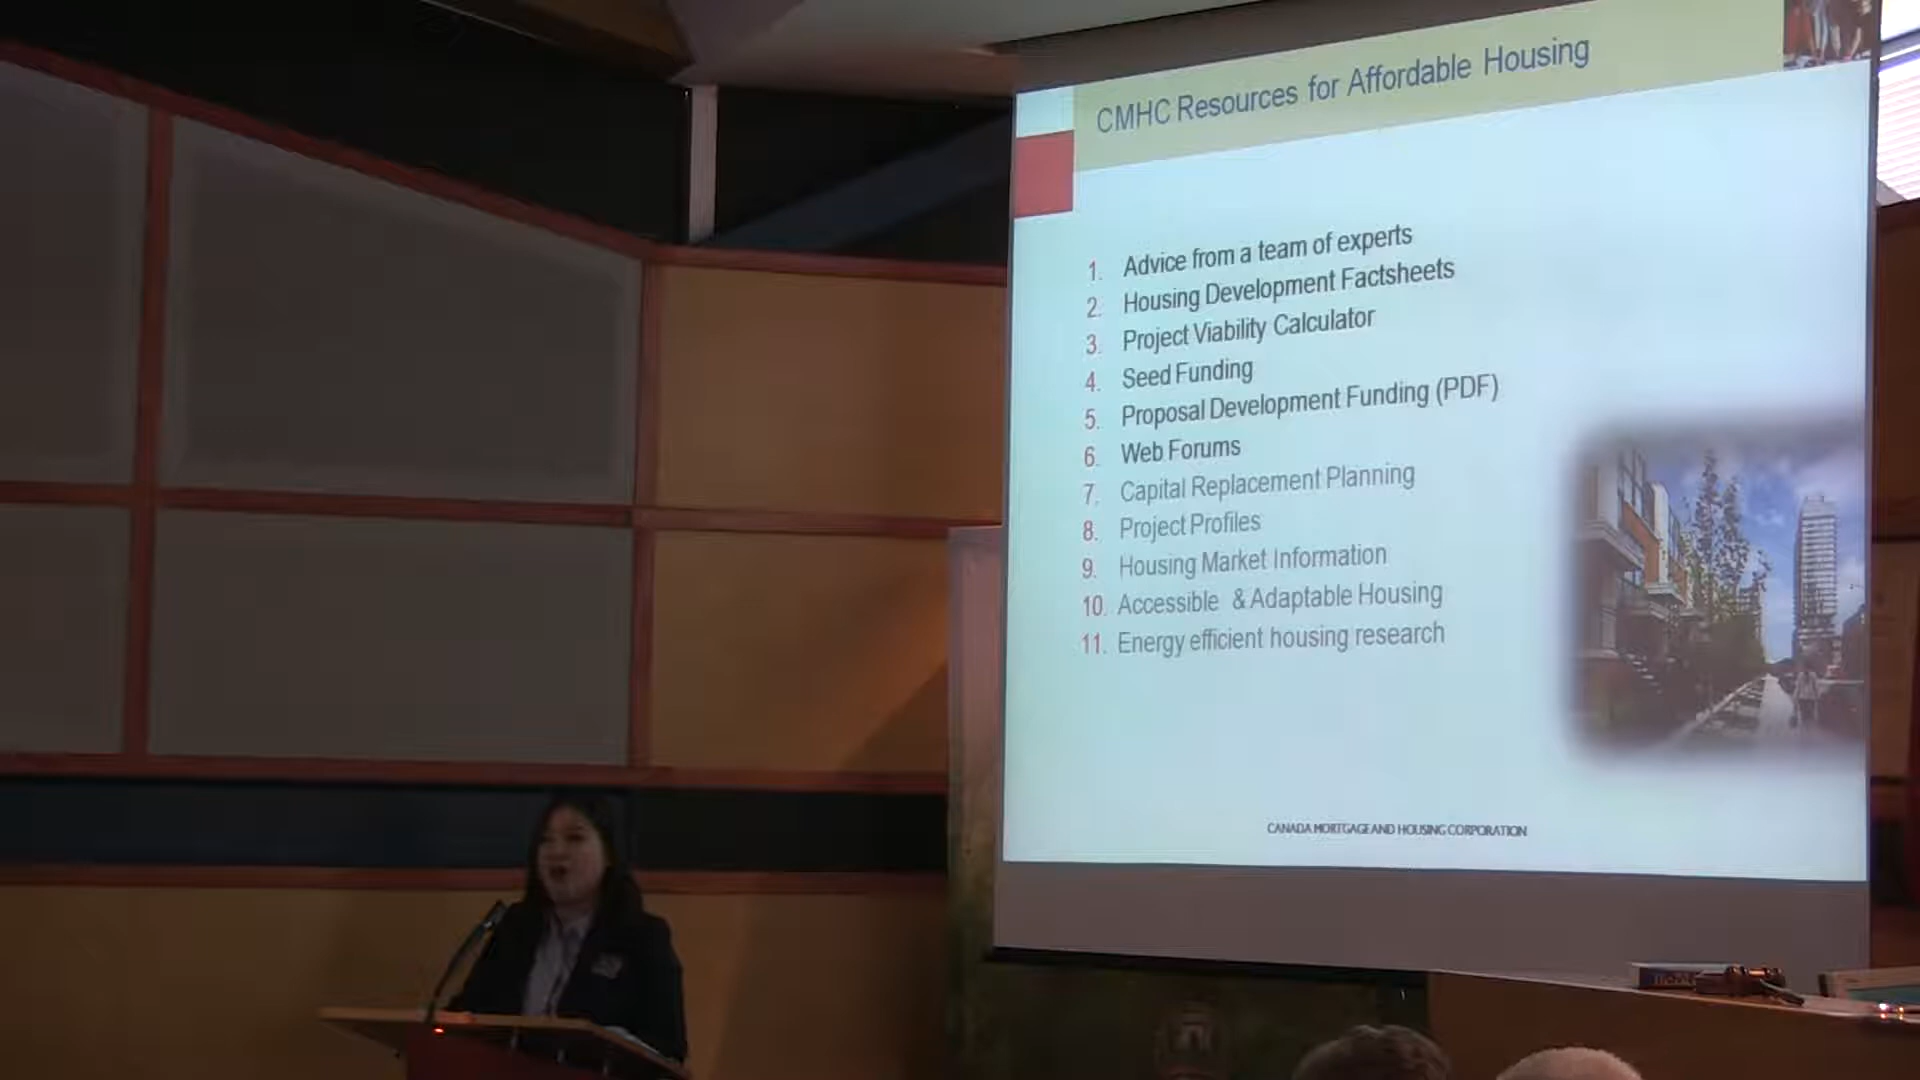 CMHC Resources for Affordable Housing
1. Advice from a team of experts
2. Housing Development Factsheets
3. Project Viability Calculator
4. Seed Funding
5. Proposal Development Funding (PDF)
6. Web Forums
7. Capital Replacement Planning
8. Project Profiles
9. Housing Market Information
10. Accessible & Adaptable Housing
11. Energy efficient housing research
CANADA MORTGAGE AND HOUSING CORPORATION